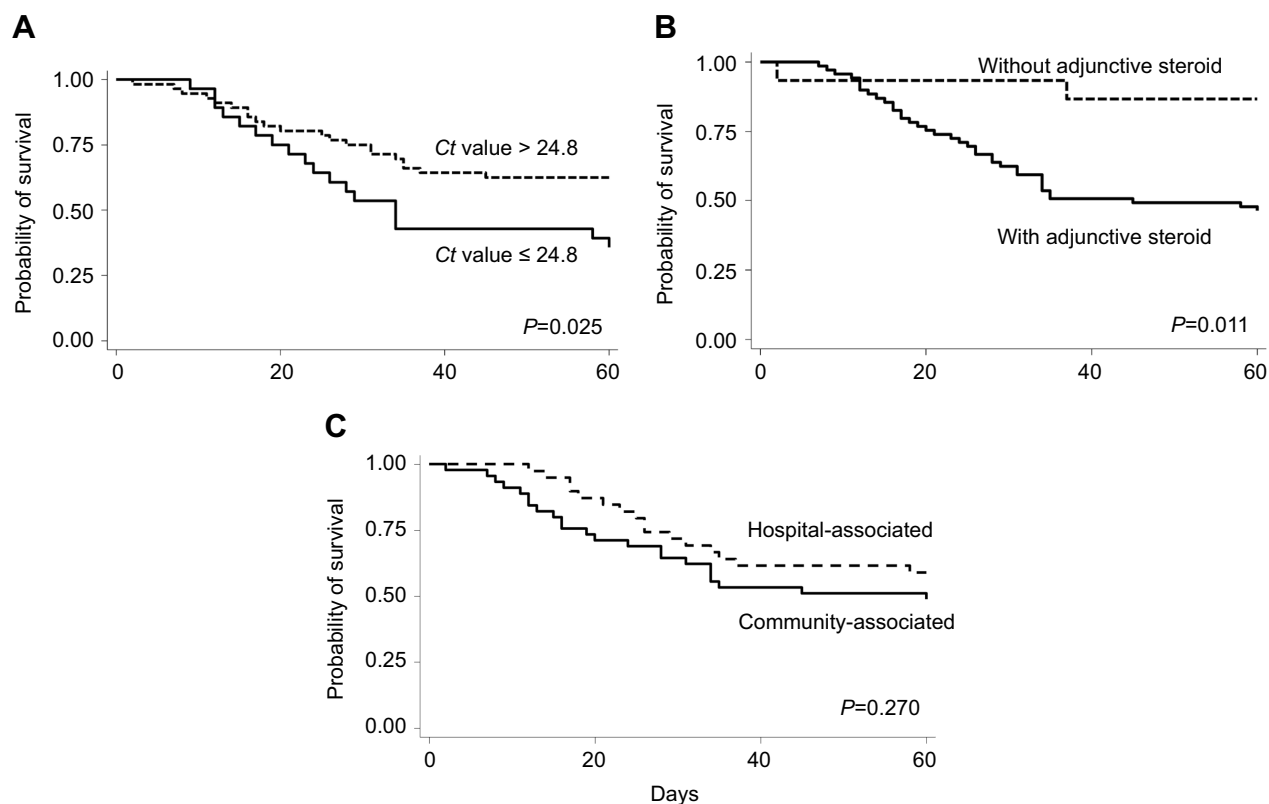 A
Probability of survival
1.00
0.75
0.50
0.25
0.00
Ct value > 24.8
Ct value ≤ 24.8
P=0.025
0
20
40
60
B
Probability of survival
1.00
0.75
0.50
0.25
0.00
Without adjunctive steroid
With adjunctive steroid
P=0.011
0
20
40
60
C
Probability of survival
1.00
0.75
0.50
0.25
0.00
Hospital-associated
Community-associated
P=0.270
0
20
40
60
Days